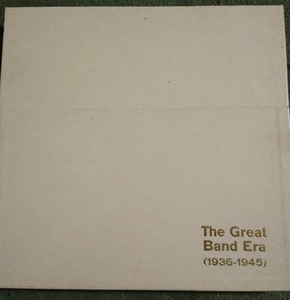 The Great
Band Era
(1936-1945)